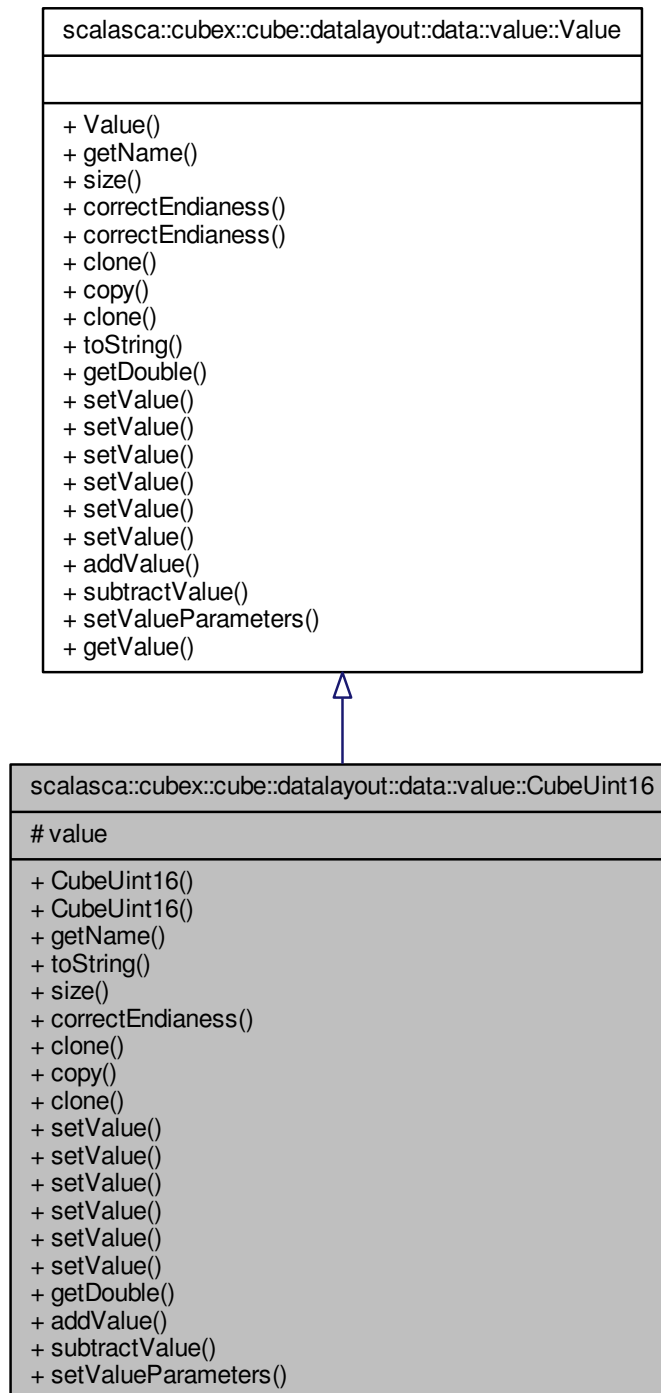 scalasca::cubex::cube::datalayout::data::value::Value
+ Value()
+ getName()
+ size()
+ correctEndianess()
+ correctEndianess()
+ clone()
+ copy()
+ clone()
+ toString()
+ getDouble()
+ setValue()
+ setValue()
+ setValue()
+ setValue()
+ setValue()
+ setValue()
+ addValue()
+ subtractValue()
+ setValueParameters()
+ getValue()
scalasca::cubex::cube::datalayout::data::value::CubeUint16
# value
+ CubeUint16()
+ CubeUint16()
+ getName()
+ toString()
+ size()
+ correctEndianess()
+ clone()
+ copy()
+ clone()
+ setValue()
+ setValue()
+ setValue()
+ setValue()
+ setValue()
+ setValue()
+ getDouble()
+ addValue()
+ subtractValue()
+ setValueParameters()